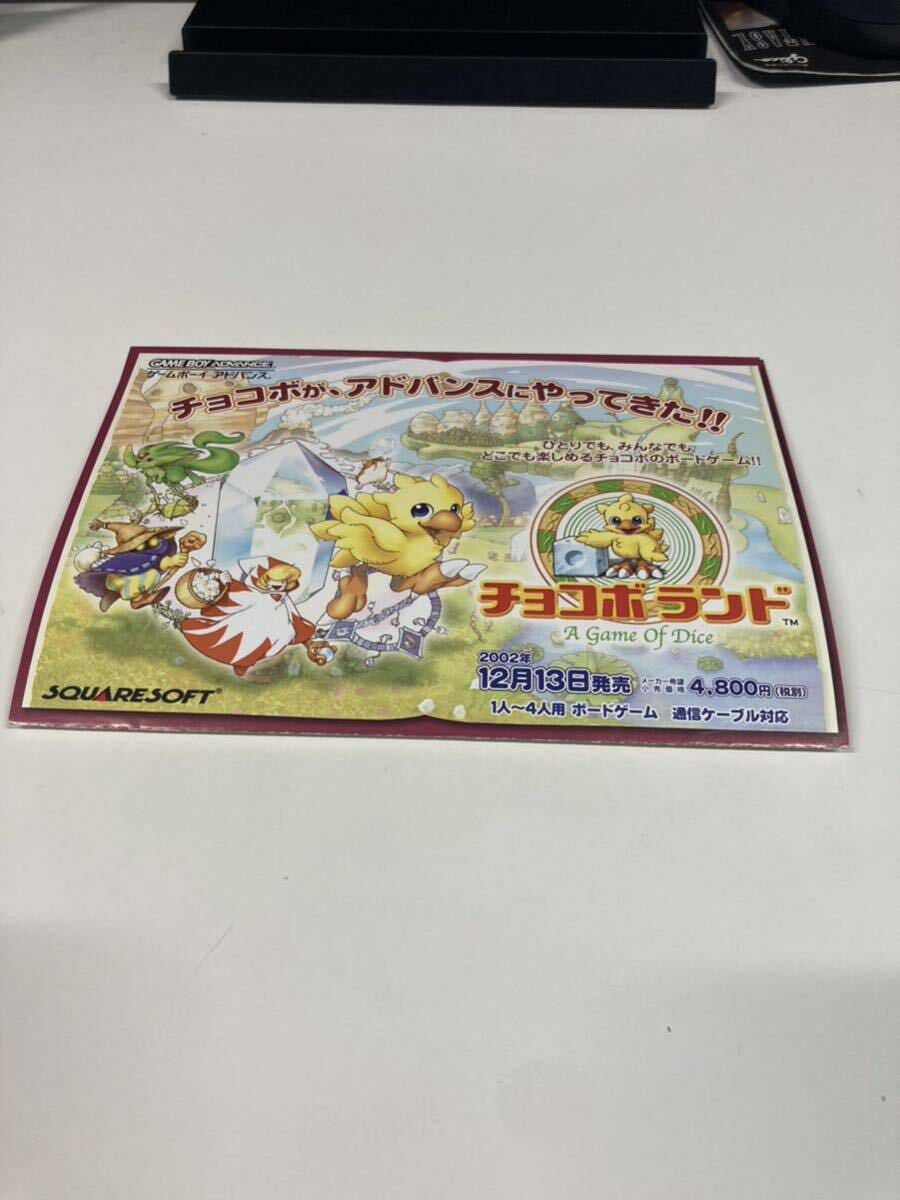 TASY
GAME BOY ADVANCE
ゲームボーイ アドバンス
チョコボが、アドバンスにやってきた!!
ひとりでも、みんなでも
どこでも楽しめるチョコボのボードゲーム!!
チョコボランド™
A Game Of Dice
2002年
12月13日発売 メーカー希望小売価格 4,800円(税別)
1人〜4人用 ボードゲーム 通信ケーブル対応
SQUARESOFT®